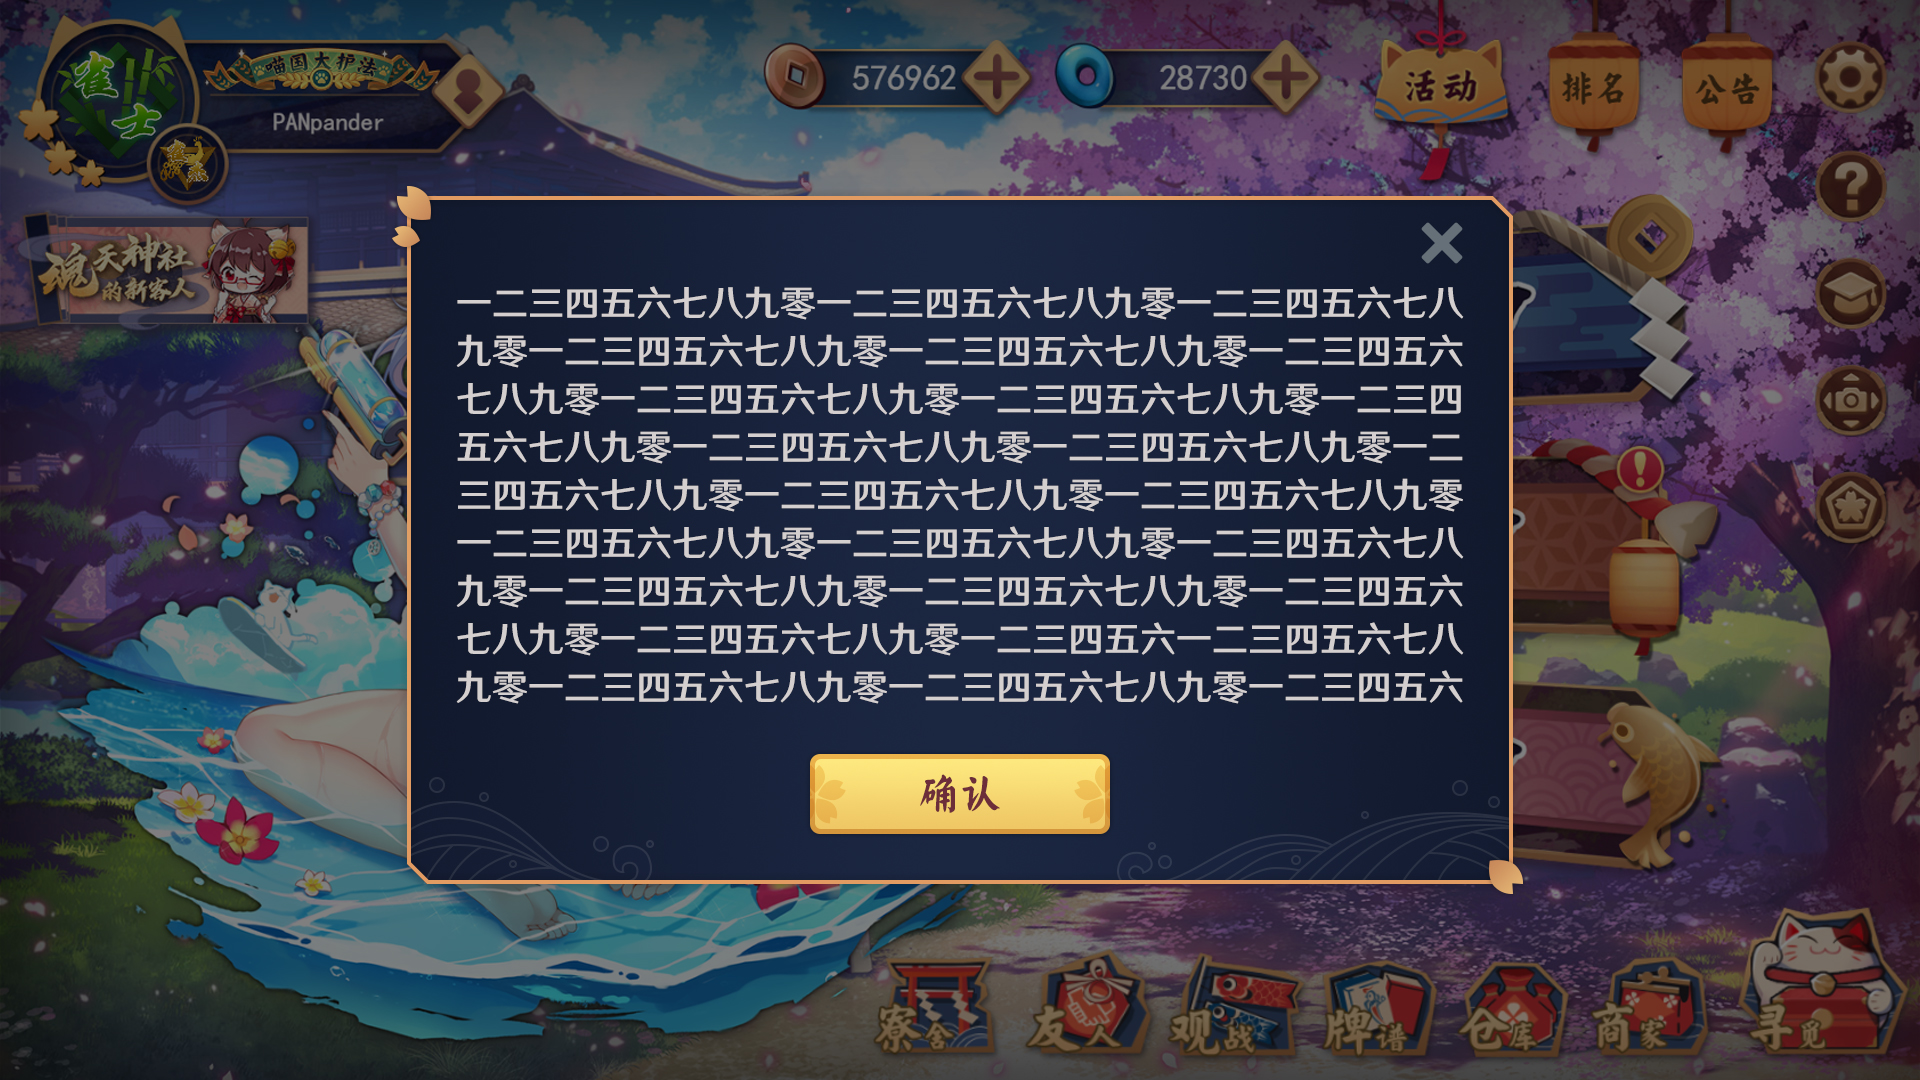 雀士
喵国大护法
PANpander
576962
28730
活动
排名
公告
魂天神社
的新客人
一二三四五六七八九零一二三四五六七八九零一二三四五六七八
九零一二三四五六七八九零一二三四五六七八九零一二三四五六
七八九零一二三四五六七八九零一二三四五六七八九零一二三四
五六七八九零一二三四五六七八九零一二三四五六七八九零一二
三四五六七八九零一二三四五六七八九零一二三四五六七八九零
一二三四五六七八九零一二三四五六七八九零一二三四五六七八
九零一二三四五六七八九零一二三四五六七八九零一二三四五六
七八九零一二三四五六七八九零一二三四五六一二三四五六七八
九零一二三四五六七八九零一二三四五六七八九零一二三四五六
确认
寮舍
友人
观战
牌谱
仓库
商家
寻觅